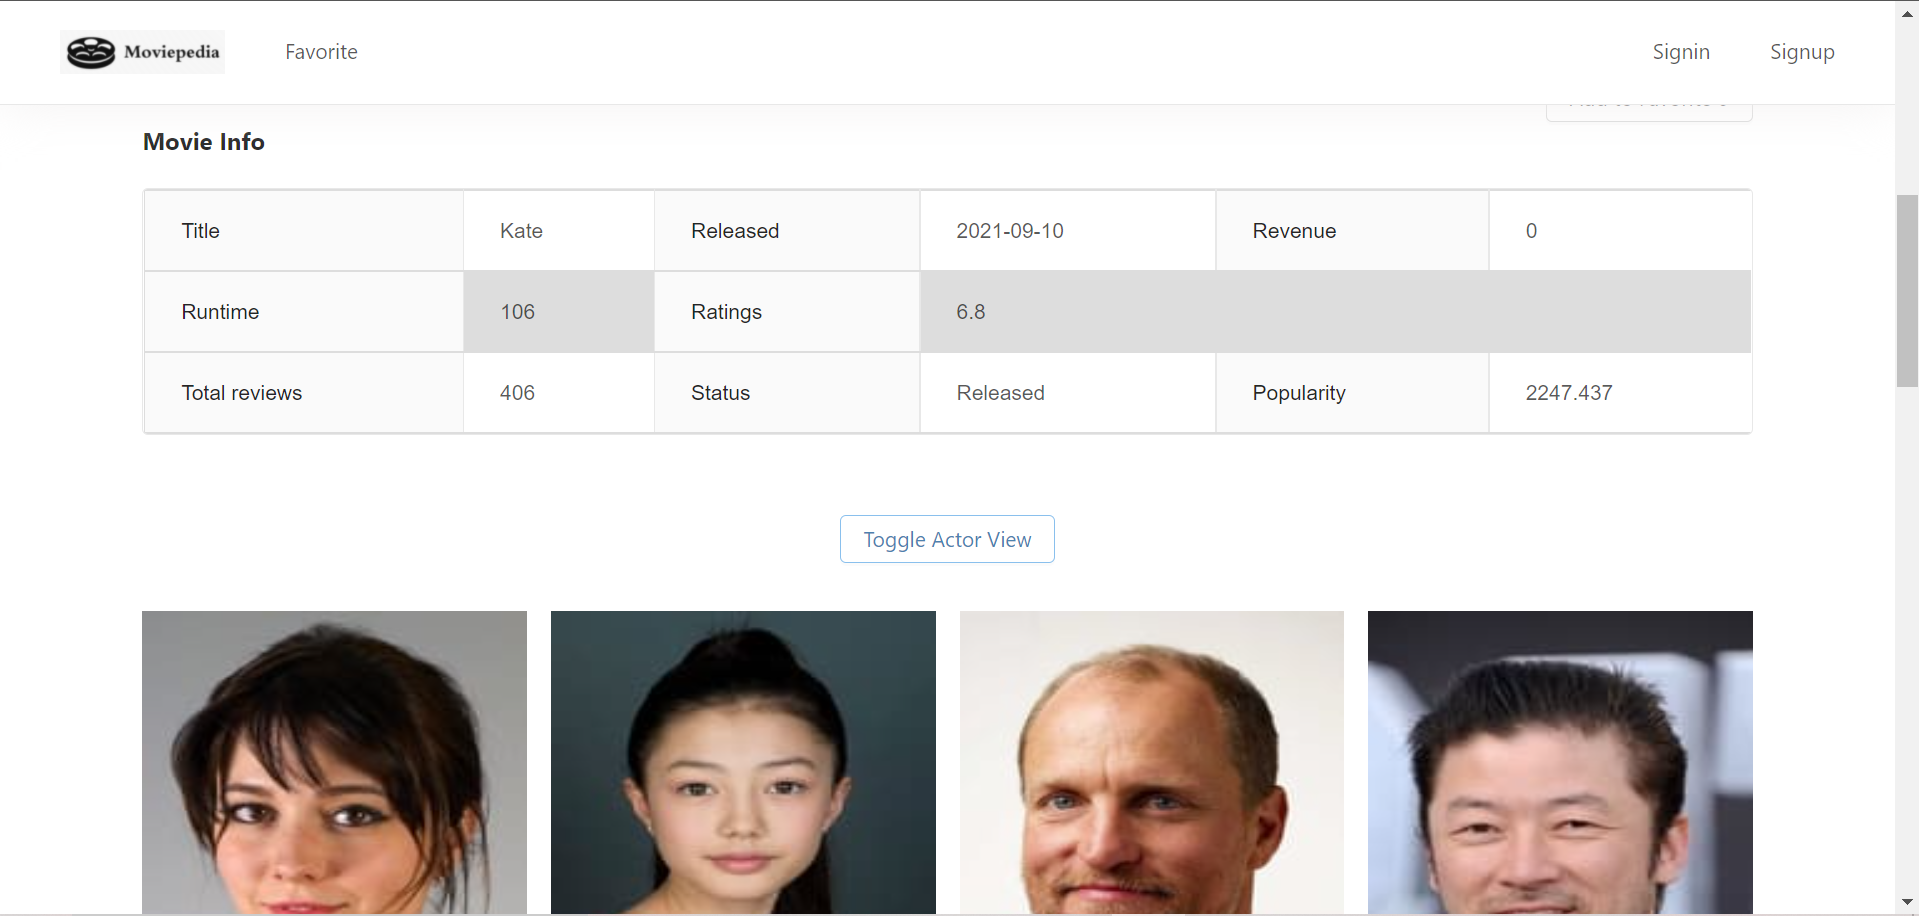 Moviepedia Favorite Signin Signup
Movie Info
Title Kate Released 2021-09-10 Revenue 0
Runtime 106 Ratings 6.8
Total reviews 406 Status Released Popularity 2247.437
Toggle Actor View